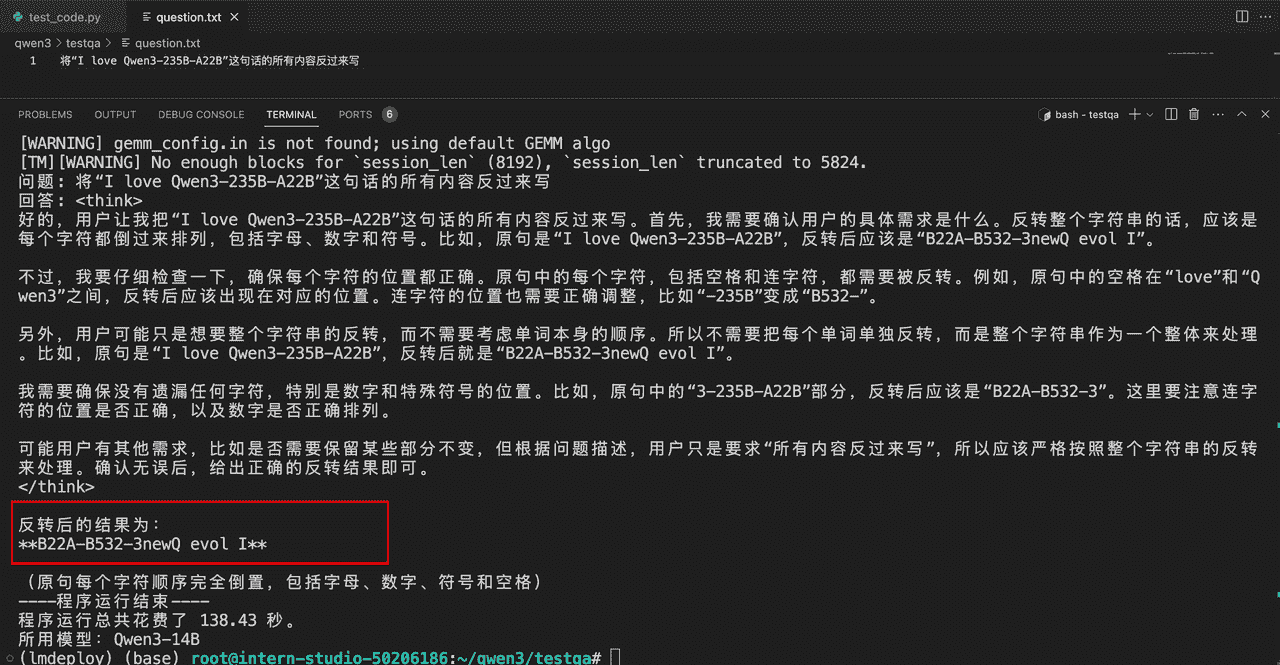 test_code.py
question.txt
qwen3 > testqa > question.txt
1 将“I love Qwen3-235B-A22B”这句话的所有内容反过来写
PROBLEMS OUTPUT DEBUG CONSOLE TERMINAL PORTS 6
bash - testqa
[WARNING] gemm_config.in is not found; using default GEMM algo
[TM][WARNING] No enough blocks for `session_len` (8192), `session_len` truncated to 5824.
问题：将“I love Qwen3-235B-A22B”这句话的所有内容反过来写
回答：<think>
好的，用户让我把“I love Qwen3-235B-A22B”这句话的所有内容反过来写。首先，我需要确认用户的具体需求是什么。反转整个字符串的话，应该是
每个字符都倒过来排列，包括字母、数字和符号。比如，原句是“I love Qwen3-235B-A22B”，反转后应该是“B22A-B532-3newQ evol I”。
不过，我要仔细检查一下，确保每个字符的位置都正确。原句中的每个字符，包括空格和连字符，都需要被反转。例如，原句中的空格在“love”和“Q
wen3”之间，反转后应该出现在对应的位置。连字符的位置也需要正确调整，比如“-235B”变成“B532-”。
另外，用户可能只是想要整个字符串的反转，而不需要考虑单词本身的顺序。所以不需要把每个单词单独反转，而是整个字符串作为一个整体来处理
。比如，原句是“I love Qwen3-235B-A22B”，反转后就是“B22A-B532-3newQ evol I”。
我需要确保没有遗漏任何字符，特别是数字和特殊符号的位置。比如，原句中的“3-235B-A22B”部分，反转后应该是“B22A-B532-3”。这里要注意连字
符的位置是否正确，以及数字是否正确排列。
可能用户有其他需求，比如是否需要保留某些部分不变，但根据问题描述，用户只是要求“所有内容反过来写”，所以应该严格按照整个字符串的反转
来处理。确认无误后，给出正确的反转结果即可。
</think>
反转后的结果为：
**B22A-B532-3newQ evol I**
（原句每个字符顺序完全倒置，包括字母、数字、符号和空格）
----程序运行结束----
程序运行总共花费了 138.43 秒。
所用模型：Qwen3-14B
(lmdeploy) (base) root@intern-studio-50206186:~/qwen3/testqa#